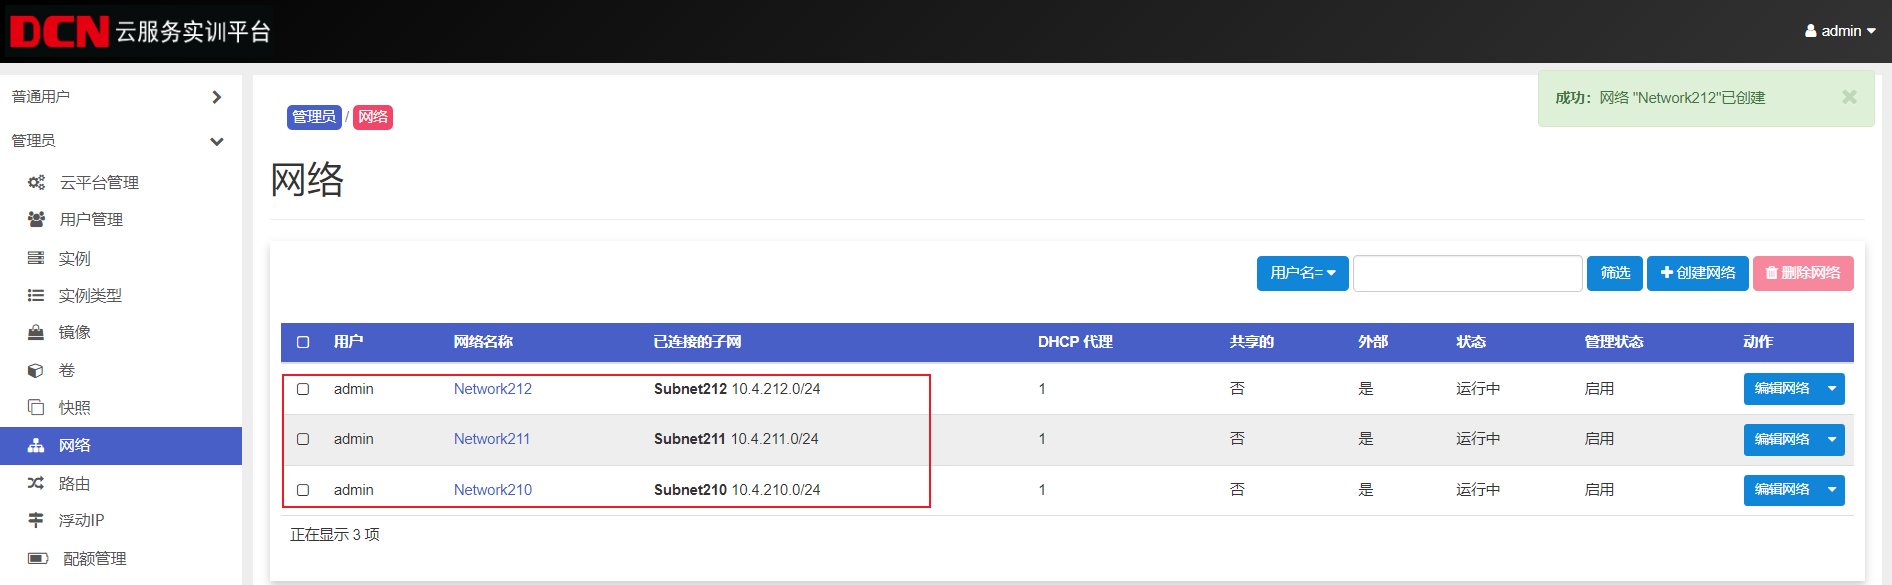 DCN 云服务实训平台
admin
普通用户
管理员
云平台管理
用户管理
实例
实例类型
镜像
卷
快照
网络
路由
浮动IP
配额管理
成功：网络 "Network212"已创建
管理员 / 网络
网络
用户名= 筛选 创建网络 删除网络
用户 网络名称 已连接的子网 DHCP 代理 共享的 外部 状态 管理状态 动作
admin Network212 Subnet212 10.4.212.0/24 1 否 是 运行中 启用 编辑网络
admin Network211 Subnet211 10.4.211.0/24 1 否 是 运行中 启用 编辑网络
admin Network210 Subnet210 10.4.210.0/24 1 否 是 运行中 启用 编辑网络
正在显示 3 项